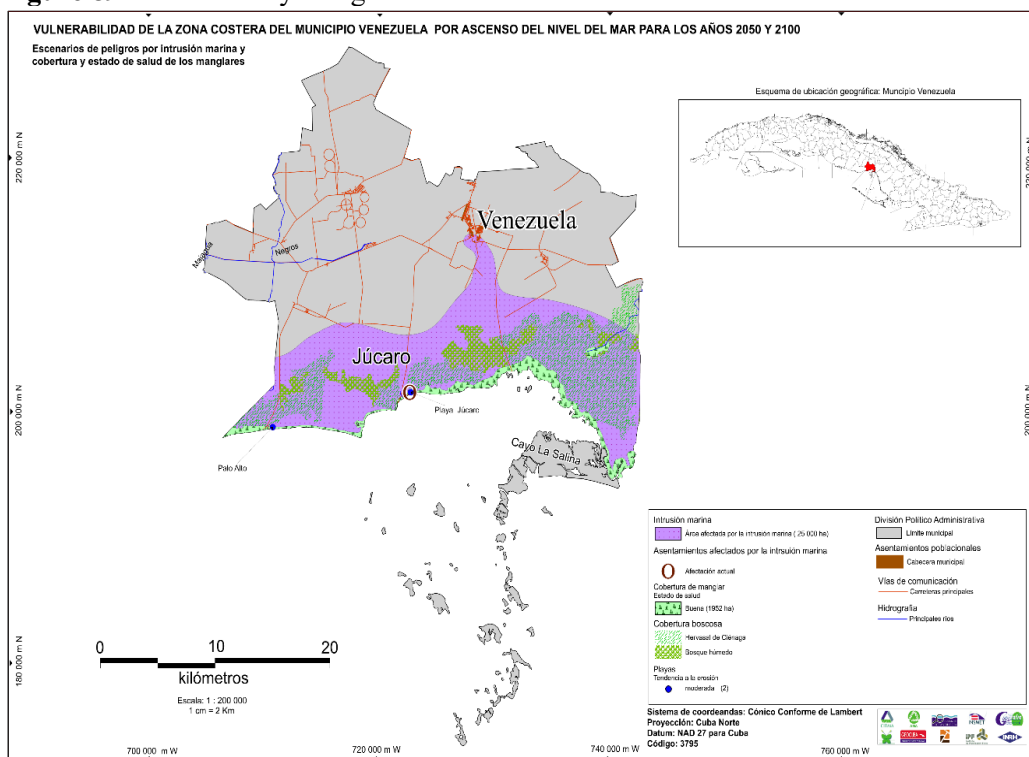 VULNERABILIDAD DE LA ZONA COSTERA DEL MUNICIPIO VENEZUELA POR ASCENSO DEL NIVEL DEL MAR PARA LOS AÑOS 2050 Y 2100
Escenarios de peligros por intrusión marina y
cobertura y estado de salud de los manglares
Esquema de ubicación geográfica: Muncipio Venezuela
220 000 m N
Venezuela
Majagua
Negros
Júcaro
200 000 m N
200 000 m N
Playa Júcaro
Palo Alto
Cayo La Salina
180 000 m N
0 10 20
kilómetros
Escala: 1 : 200 000
1 cm = 2 Km
700 000 m W
720 000 m W
740 000 m W
760 000 m W
Intrusión marina
Área afectada por la intrusión marina ( 25 000 ha)
Asentamientos afectados por la intrusión marina
Afectación actual
Cobertura de manglar
Estado de salud
Buena (1952 ha)
Cobertura boscosa
Hervasal de Ciénaga
Bosque húmedo
Playas
Tendencia a la erosión
moderada (2)
División Político Administrativa
Límite municipal
Asentamientos poblacionales
Cabecera municipal
Vías de comunicación
Carreteras principales
Hidrografía
Principales ríos
Sistema de coordeandas: Cónico Conforme de Lambert
Proyección: Cuba Norte
Datum: NAD 27 para Cuba
Código: 3795
INRH